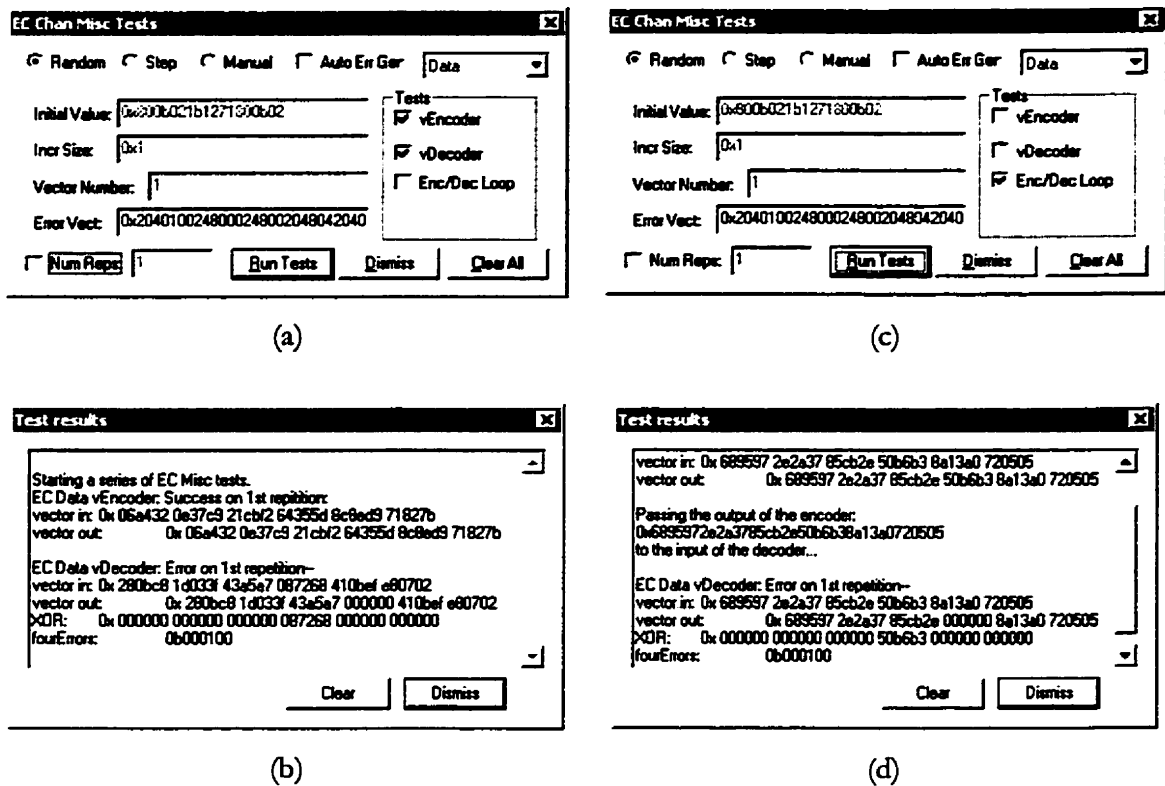 EC Chan Misc Tests
Random Step Manual Auto Err Ger Data
Initial Value: 0x800b021b1271800b02
Incr Size: 0x1
Vector Number: 1
Error Vect: 0x2040100248000248002048042040
Tests
vEncoder
vDecoder
Enc/Dec Loop
Num Reps: 1 Run Tests Dismiss Clear All
(a)
EC Chan Misc Tests
Random Step Manual Auto Err Ger Data
Initial Value: 0x800b021b1271800b02
Incr Size: 0x1
Vector Number: 1
Error Vect: 0x2040100248000248002048042040
Tests
vEncoder
vDecoder
Enc/Dec Loop
Num Reps: 1 Run Tests Dismiss Clear All
(c)
Test results
Starting a series of EC Misc tests.
EC Data vEncoder: Success on 1st repitition:
vector in: 0x 06a432 0e37c9 21cbf2 64355d 8c8ed9 71827b
vector out: 0x 06a432 0e37c9 21cbf2 64355d 8c8ed9 71827b
EC Data vDecoder: Error on 1st repetition--
vector in: 0x 280bc8 1d033f 43a5a7 087268 410bef e80702
vector out: 0x 280bc8 1d033f 43a5a7 000000 410bef e80702
XOR: 0x 000000 000000 000000 087268 000000 000000
fourErrors: 0b000100
Clear Dismiss
(b)
Test results
vector in: 0x 689597 2e2a37 85cb2e 50b6b3 8a13a0 720505
vector out: 0x 689597 2e2a37 85cb2e 50b6b3 8a13a0 720505
Passing the output of the encoder:
0x6895972e2a3785cb2e50b6b38a13a0720505
to the input of the decoder...
EC Data vDecoder: Error on 1st repetition--
vector in: 0x 689597 2e2a37 85cb2e 50b6b3 8a13a0 720505
vector out: 0x 689597 2e2a37 85cb2e 000000 8a13a0 720505
XOR: 0x 000000 000000 000000 50b6b3 000000 000000
fourErrors: 0b000100
Clear Dismiss
(d)